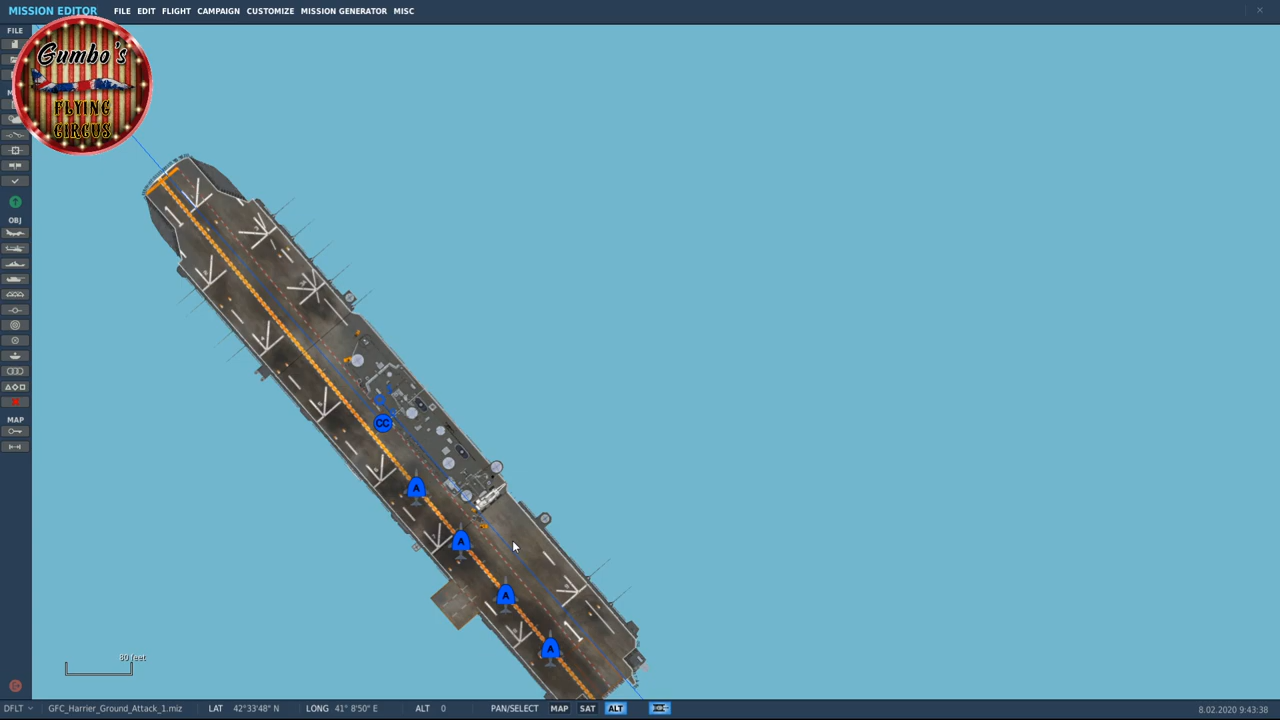 MISSION EDITOR FILE EDIT FLIGHT CAMPAIGN CUSTOMIZE MISSION GENERATOR MISC
FILE
Gumbo's
FLYING
CIRCUS
OBJ
MAP
CC
A
A
A
A
80 feet
DFLT GFC_Harrier_Ground_Attack_1.miz LAT 42°33'48" N LONG 41° 8'50" E ALT 0 PAN/SELECT MAP SAT ALT 8.02.2020 9:43:38